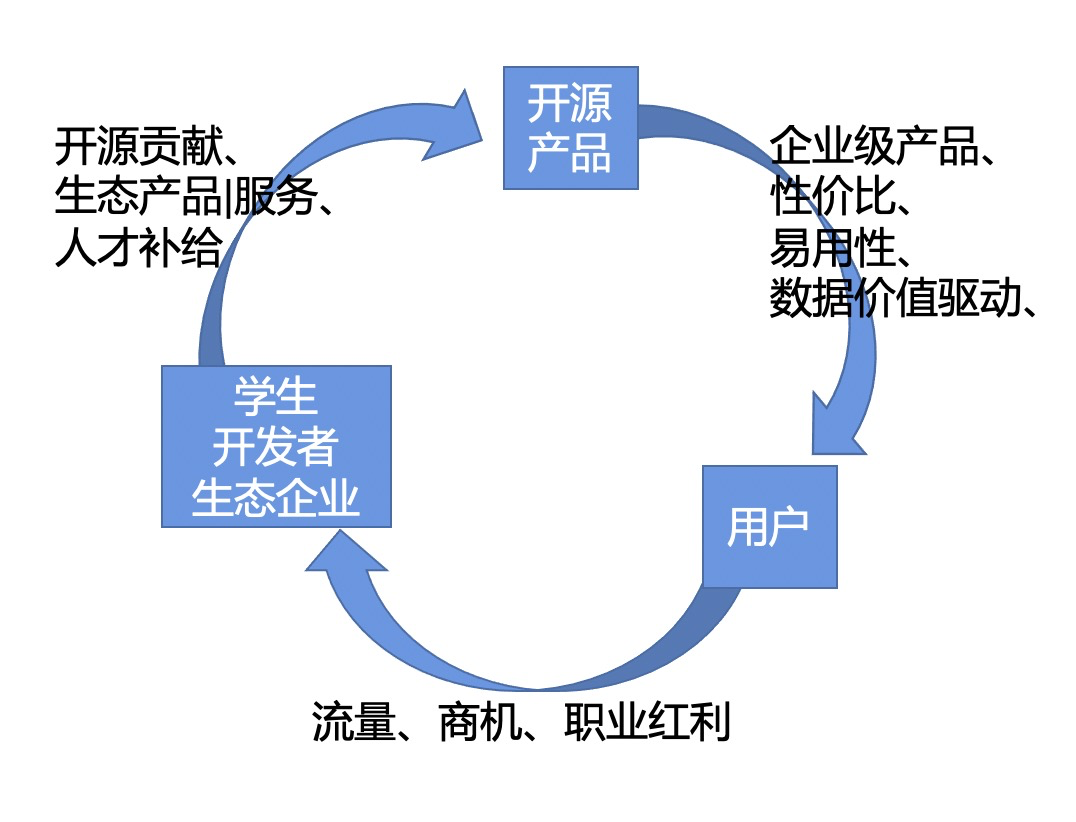 开源
产品
开源贡献、
生态产品|服务、
人才补给
企业级产品、
性价比、
易用性、
数据价值驱动、
学生
开发者
生态企业
用户
流量、商机、职业红利